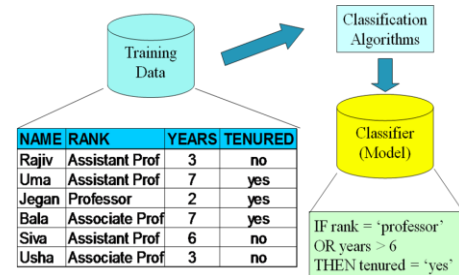 Training
Data
Classification
Algorithms
NAME RANK YEARS TENURED
Rajiv Assistant Prof 3 no
Uma Assistant Prof 7 yes
Jegan Professor 2 yes
Bala Associate Prof 7 yes
Siva Assistant Prof 6 no
Usha Associate Prof 3 no
Classifier
(Model)
IF rank = ‘professor’
OR years > 6
THEN tenured = ‘yes’